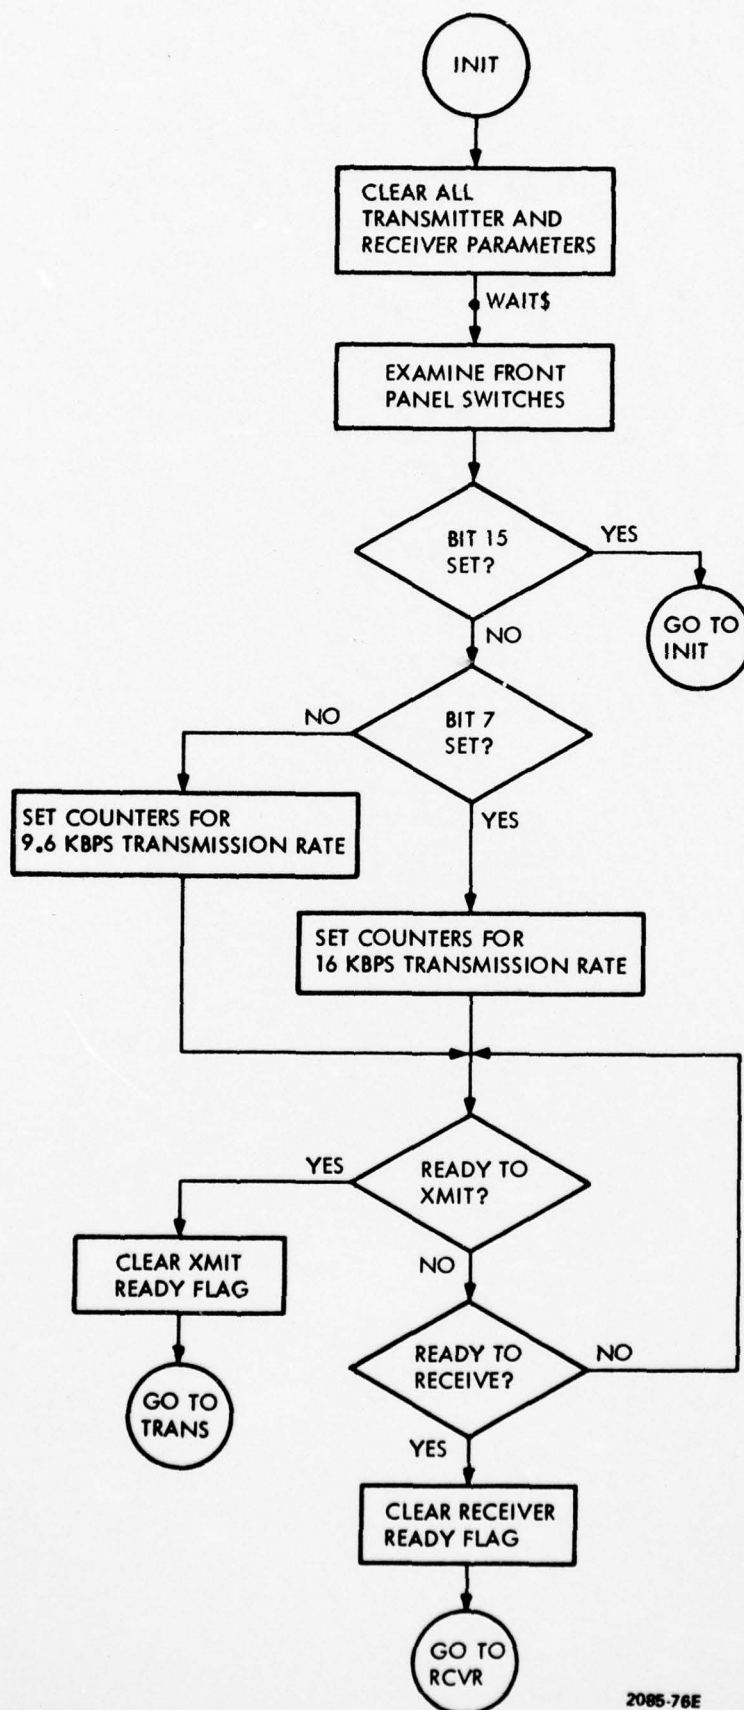 INIT
CLEAR ALL
TRANSMITTER AND
RECEIVER PARAMETERS
WAIT$
EXAMINE FRONT
PANEL SWITCHES
BIT 15
SET?
YES
GO TO
INIT
NO
BIT 7
SET?
NO
YES
SET COUNTERS FOR
9.6 KBPS TRANSMISSION RATE
SET COUNTERS FOR
16 KBPS TRANSMISSION RATE
READY TO
XMIT?
YES
NO
CLEAR XMIT
READY FLAG
GO TO
TRANS
READY TO
RECEIVE?
NO
YES
CLEAR RECEIVER
READY FLAG
GO TO
RCVR
2085-76E